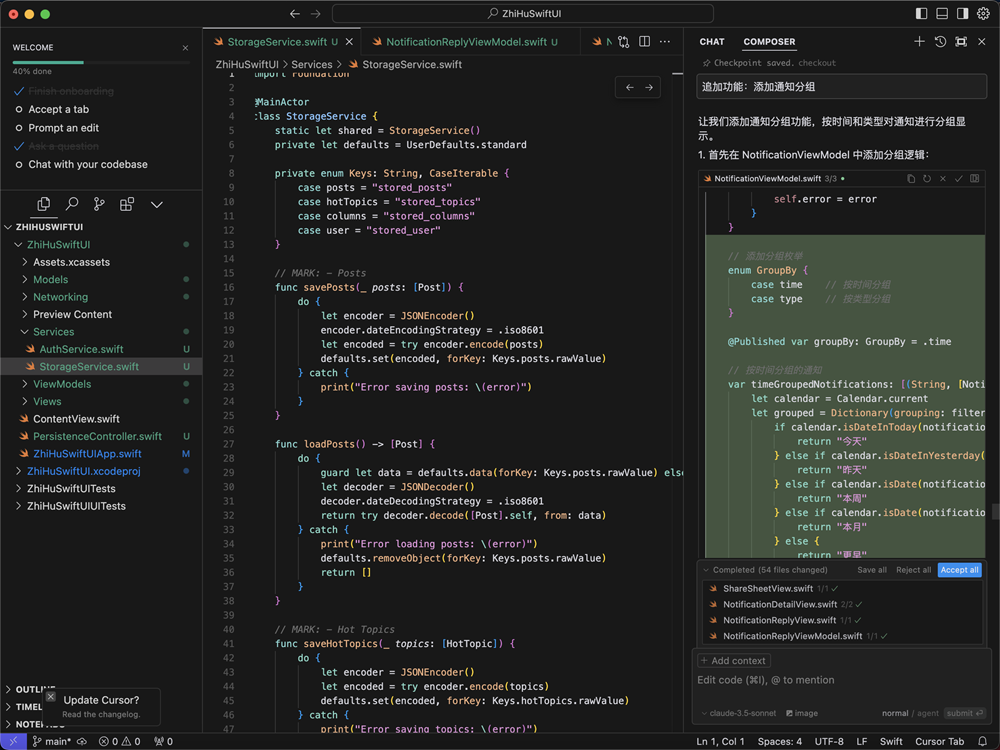 ZhiHuSwiftUI
WELCOME
40% done
Finish onboarding
Accept a tab
Prompt an edit
Ask a question
Chat with your codebase
ZHIHUSWIFTUI
ZhiHuSwiftUI
Assets.xcassets
Models
Networking
Preview Content
Services
AuthService.swift U
StorageService.swift U
ViewModels
Views
ContentView.swift
PersistenceController.swift U
ZhiHuSwiftUIApp.swift M
ZhiHuSwiftUI.xcodeproj
ZhiHuSwiftUITests
ZhiHuSwiftUIUITests
OUTLINE
TIMEL
Update Cursor?
Read the changelog.
StorageService.swift U
NotificationReplyViewModel.swift U
N
ZhiHuSwiftUI > Services > StorageService.swift
1 import Foundation
2
3 MainActor
4 class StorageService {
5 static let shared = StorageService()
6 private let defaults = UserDefaults.standard
7
8 private enum Keys: String, CaseIterable {
9 case posts = "stored_posts"
10 case hotTopics = "stored_topics"
11 case columns = "stored_columns"
12 case user = "stored_user"
13 }
14
15 // MARK: - Posts
16 func savePosts(_ posts: [Post]) {
17 do {
18 let encoder = JSONEncoder()
19 encoder.dateEncodingStrategy = .iso8601
20 let encoded = try encoder.encode(posts)
21 defaults.set(encoded, forKey: Keys.posts.rawValue)
22 } catch {
23 print("Error saving posts: \(error)")
24 }
25 }
26
27 func loadPosts() -> [Post] {
28 do {
29 guard let data = defaults.data(forKey: Keys.posts.rawValue) else
30 let decoder = JSONDecoder()
31 decoder.dateDecodingStrategy = .iso8601
32 return try decoder.decode([Post].self, from: data)
33 } catch {
34 print("Error loading posts: \(error)")
35 defaults.removeObject(forKey: Keys.posts.rawValue)
36 return []
37 }
38 }
39
40 // MARK: - Hot Topics
41 func saveHotTopics(_ topics: [HotTopic]) {
42 do {
43 let encoder = JSONEncoder()
44 let encoded = try encoder.encode(topics)
45 defaults.set(encoded, forKey: Keys.hotTopics.rawValue)
46 } catch {
47 print("Error saving topics: \(error)")
CHAT COMPOSER
Checkpoint saved. checkout
追加功能：添加通知分组
让我们添加通知分组功能，按时间和类型对通知进行分组显
示。
1. 首先在 NotificationViewModel 中添加分组逻辑：
NotificationViewModel.swift 3/3
self.error = error
}
}
// 添加分组枚举
enum GroupBy {
case time // 按时间分组
case type // 按类型分组
}
@Published var groupBy: GroupBy = .time
// 按时间分组的通知
var timeGroupedNotifications: [(String, [Noti
let calendar = Calendar.current
let grouped = Dictionary(grouping: filter
if calendar.isDateInToday(notificatio
return "今天"
} else if calendar.isDateInYesterday(
return "昨天"
} else if calendar.isDate(notificatio
return "本周"
} else if calendar.isDate(notificatio
return "本月"
} else {
return "更早"
Completed (54 files changed) Save all Reject all Accept all
ShareSheetView.swift 1/1
NotificationDetailView.swift 2/2
NotificationReplyView.swift 1/1
NotificationReplyViewModel.swift 1/1
+ Add context
Edit code (⌘I), @ to mention
claude-3.5-sonnet image normal / agent submit
main* 0 0 0
Ln 1, Col 1 Spaces: 4 UTF-8 LF Swift Cursor Tab